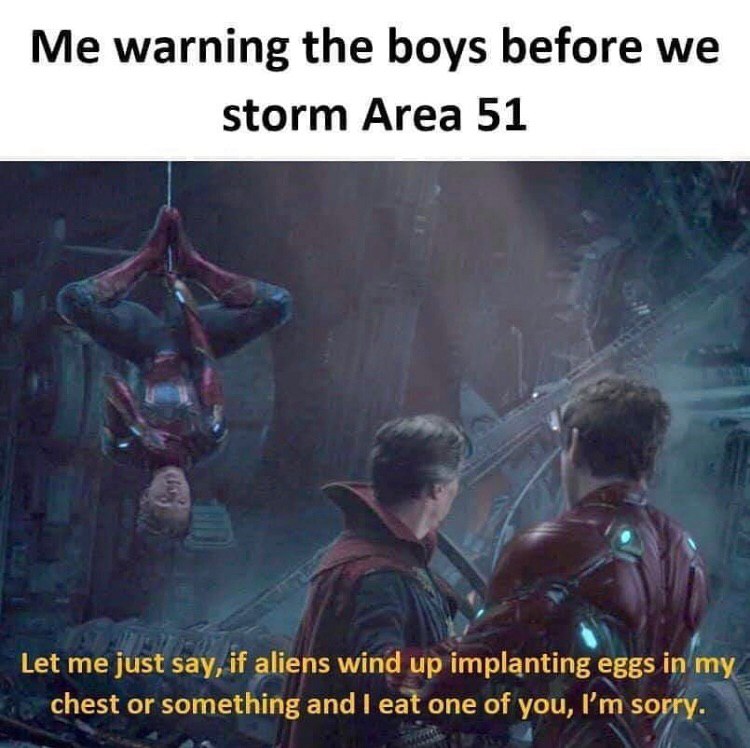 Me warning the boys before we
storm Area 51
Let me just say, if aliens wind up implanting eggs in my
chest or something and I eat one of you, I'm sorry.